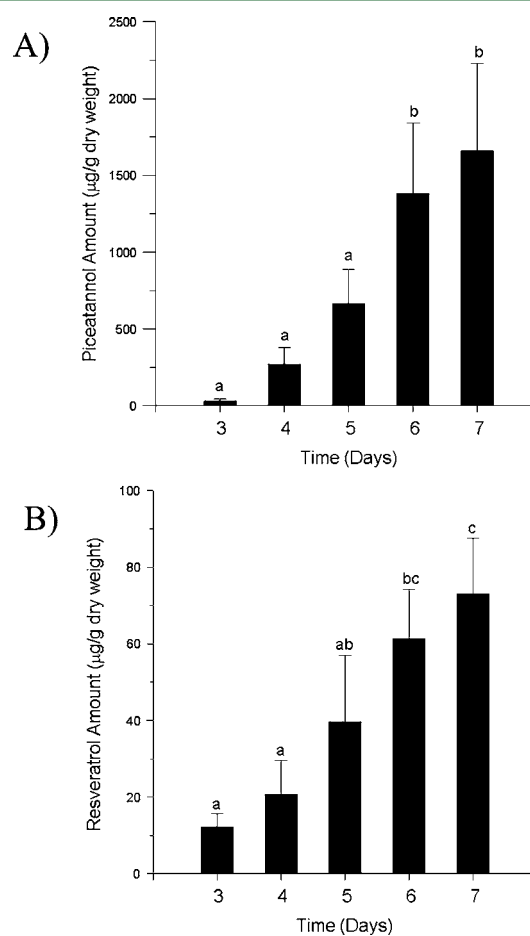 A)
Piceatannol Amount (µg/g dry weight)
2500
2000
1500
1000
500
0
a
a
a
b
b
3 4 5 6 7
Time (Days)
B)
Resveratrol Amount (µg/g dry weight)
100
80
60
40
20
0
a
a
ab
bc
c
3 4 5 6 7
Time (Days)